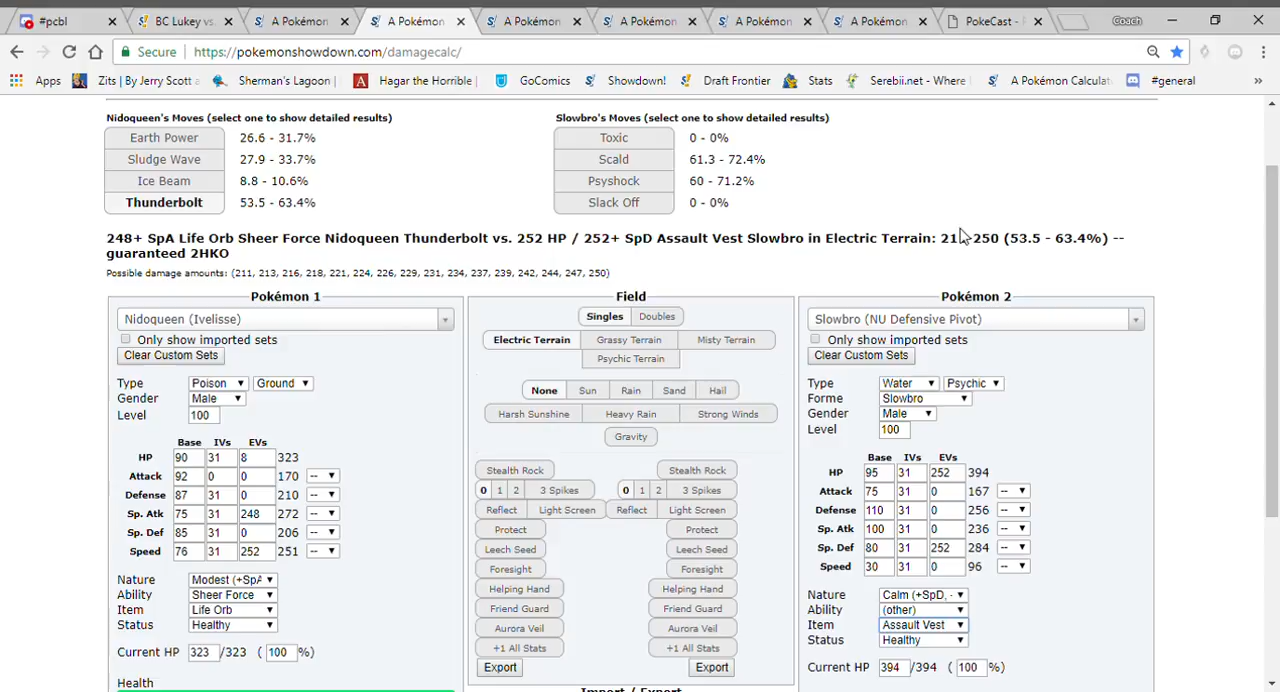 #pcbl
BC Lukey vs.
A Pokémon
A Pokémon
A Pokémon
A Pokémon
A Pokémon
A Pokémon
PokeCast -
Coach
Secure https://pokemonshowdown.com/damagecalc/
Apps Zits | By Jerry Scott a Sherman's Lagoon | Hagar the Horrible | GoComics Showdown! Draft Frontier Stats Serebii.net - Where A Pokémon Calculat #general »
Nidoqueen's Moves (select one to show detailed results) Slowbro's Moves (select one to show detailed results)
Earth Power 26.6 - 31.7% Toxic 0 - 0%
Sludge Wave 27.9 - 33.7% Scald 61.3 - 72.4%
Ice Beam 8.8 - 10.6% Psyshock 60 - 71.2%
Thunderbolt 53.5 - 63.4% Slack Off 0 - 0%
248+ SpA Life Orb Sheer Force Nidoqueen Thunderbolt vs. 252 HP / 252+ SpD Assault Vest Slowbro in Electric Terrain: 250 (53.5 - 63.4%) --
guaranteed 2HKO
Possible damage amounts: (211, 213, 216, 218, 221, 224, 226, 229, 231, 234, 237, 239, 242, 244, 247, 250)
Pokémon 1 Field Pokémon 2
Nidoqueen (Ivelisse) Singles Doubles Slowbro (NU Defensive Pivot)
Only show imported sets Electric Terrain Grassy Terrain Misty Terrain Only show imported sets
Clear Custom Sets Psychic Terrain Clear Custom Sets
Type Poison Ground None Sun Rain Sand Hail Type Water Psychic
Gender Male Forme Slowbro
Level 100 Harsh Sunshine Heavy Rain Strong Winds Gender Male
Gravity Level 100
Base IVs EVs Base IVs EVs
HP 90 31 8 323 HP 95 31 252 394
Attack 92 0 0 170 -- Stealth Rock Stealth Rock Attack 75 31 0 167 --
Defense 87 31 0 210 -- 0 1 2 3 Spikes 0 1 2 3 Spikes Defense 110 31 0 256 --
Sp. Atk 75 31 248 272 -- Reflect Light Screen Reflect Light Screen Sp. Atk 100 31 0 236 --
Sp. Def 85 31 0 206 -- Protect Protect Sp. Def 80 31 252 284 --
Speed 76 31 252 251 -- Leech Seed Leech Seed Speed 30 31 0 96 --
Foresight Foresight
Nature Modest (+SpA Helping Hand Helping Hand Nature Calm (+SpD, -
Ability Sheer Force Friend Guard Friend Guard Ability (other)
Item Life Orb Aurora Veil Aurora Veil Item Assault Vest
Status Healthy +1 All Stats +1 All Stats Status Healthy
Current HP 323 /323 ( 100 %) Export Export Current HP 394 /394 ( 100 %)
Health Import / Export